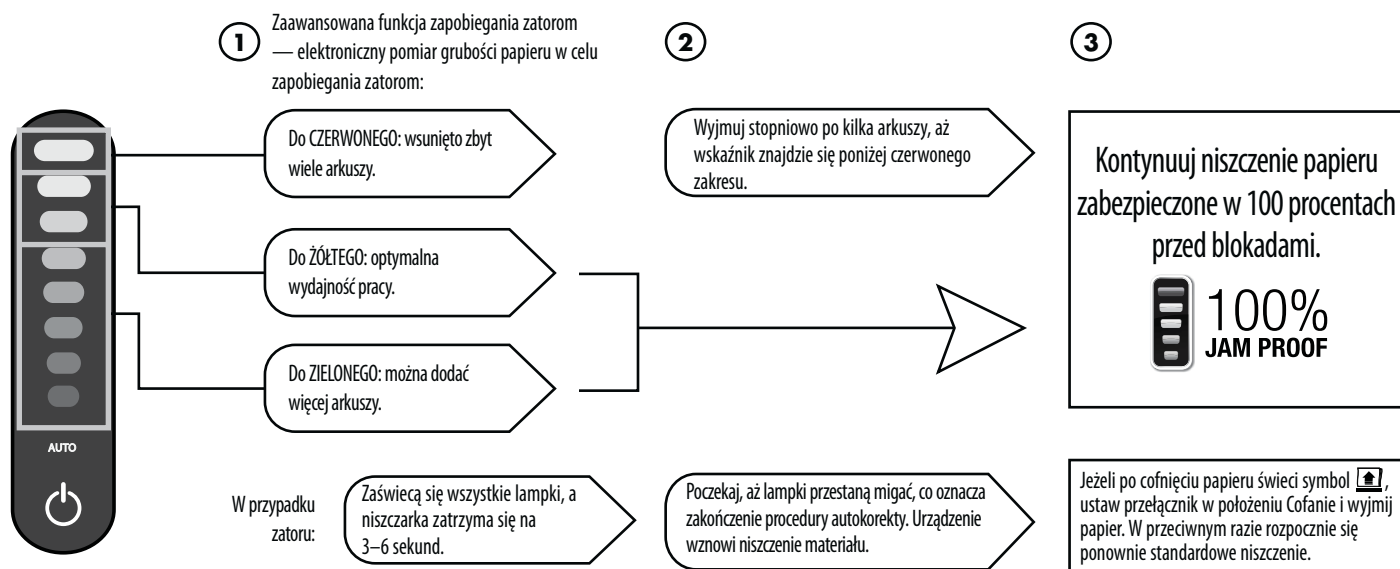 1
Zaawansowana funkcja zapobiegania zatorom
— elektroniczny pomiar grubości papieru w celu
zapobiegania zatorom:
Do CZERWONEGO: wsunięto zbyt
wiele arkuszy.
Do ŻÓŁTEGO: optymalna
wydajność pracy.
Do ZIELONEGO: można dodać
więcej arkuszy.
AUTO
2
Wyjmuj stopniowo po kilka arkuszy, aż
wskaźnik znajdzie się poniżej czerwonego
zakresu.
3
Kontynuuj niszczenie papieru
zabezpieczone w 100 procentach
przed blokadami.
100%
JAM PROOF
W przypadku
zatoru:
Zaświecą się wszystkie lampki, a
niszczarka zatrzyma się na
3–6 sekund.
Poczekaj, aż lampki przestaną migać, co oznacza
zakończenie procedury autokorekty. Urządzenie
wznowi niszczenie materiału.
Jeżeli po cofnięciu papieru świeci symbol ,
ustaw przełącznik w położeniu Cofanie i wyjmij
papier. W przeciwnym razie rozpocznie się
ponownie standardowe niszczenie.